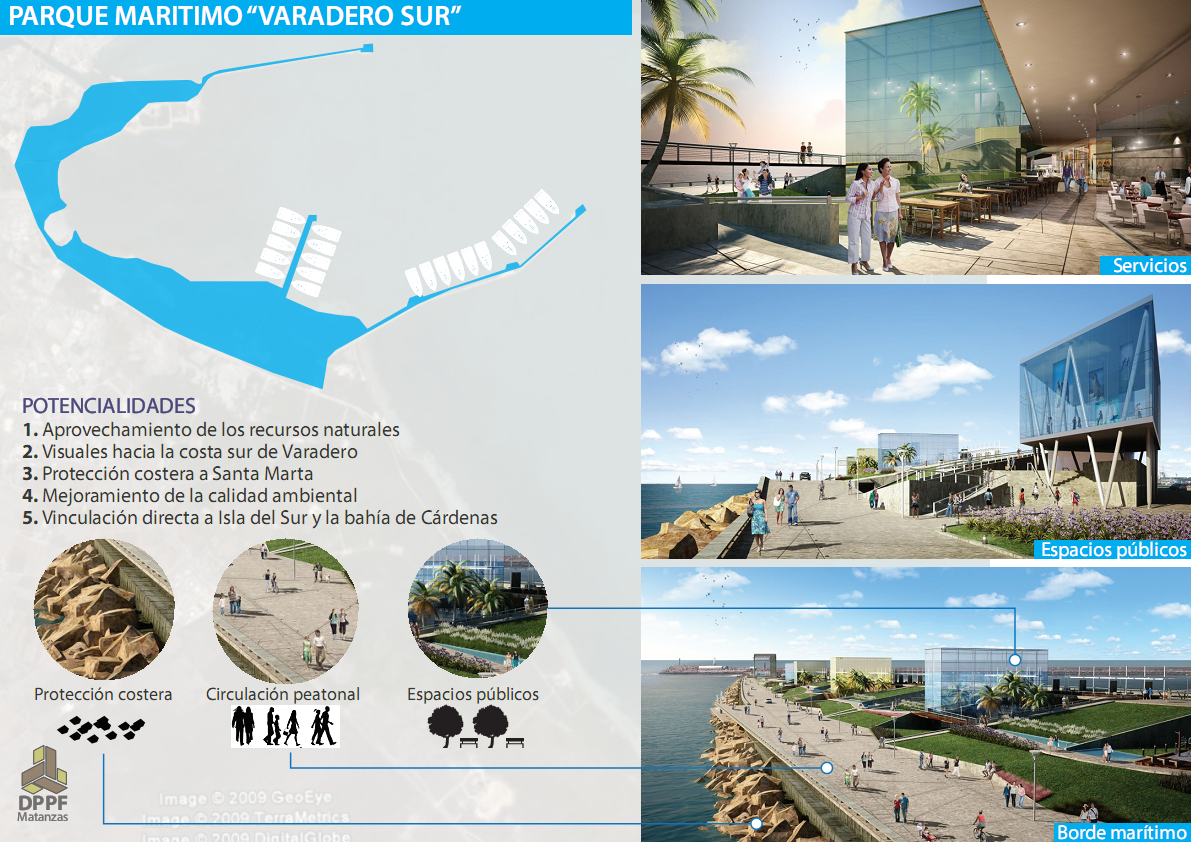 PARQUE MARITIMO “VARADERO SUR”
Servicios
POTENCIALIDADES
1. Aprovechamiento de los recursos naturales
2. Visuales hacia la costa sur de Varadero
3. Protección costera a Santa Marta
4. Mejoramiento de la calidad ambiental
5. Vinculación directa a Isla del Sur y la bahía de Cárdenas
Espacios públicos
Protección costera
Circulación peatonal
Espacios públicos
DPPF
Matanzas
Image © 2009 GeoEye
Image © 2009 TerraMetrics
Image © 2009 DigitalGlobe
Borde marítimo